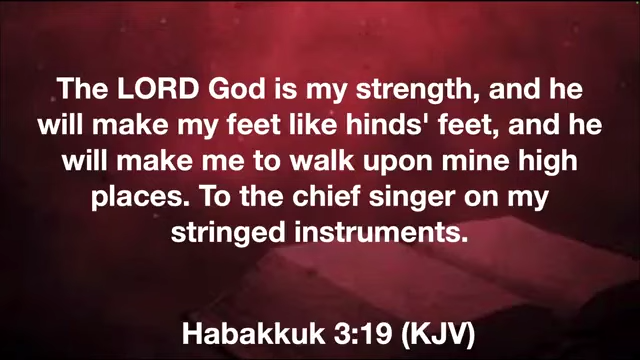 The LORD God is my strength, and he
will make my feet like hinds' feet, and he
will make me to walk upon mine high
places. To the chief singer on my
stringed instruments.
Habakkuk 3:19 (KJV)